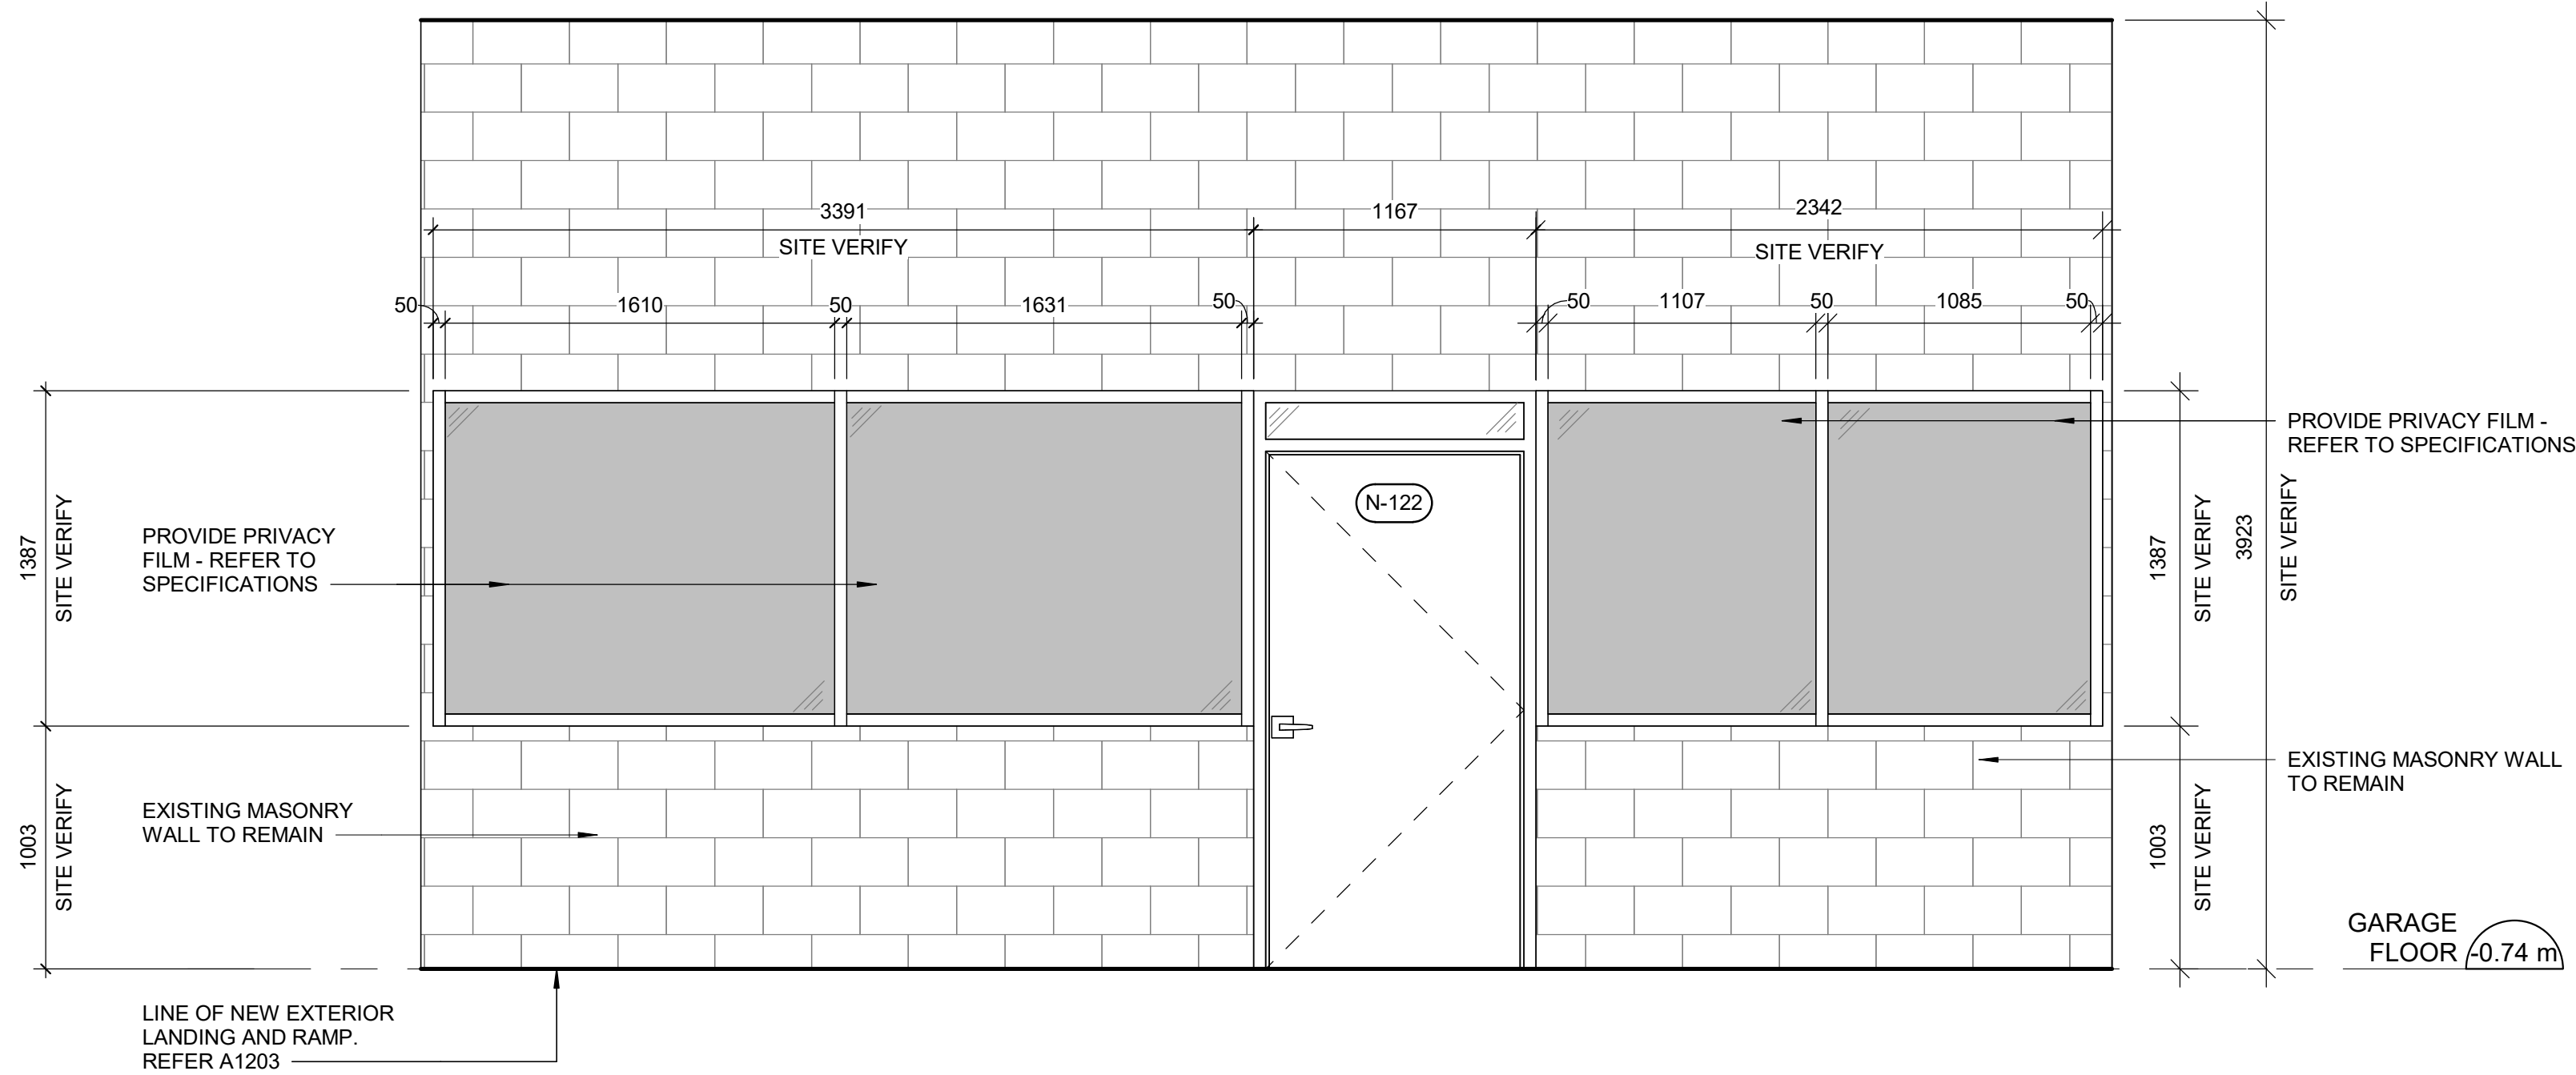 3391
1167
2342
SITE VERIFY
SITE VERIFY
50
1610
50
1631
50
50
1107
50
1085
50
PROVIDE PRIVACY FILM -
REFER TO SPECIFICATIONS
N-122
1387
SITE VERIFY
PROVIDE PRIVACY
FILM - REFER TO
SPECIFICATIONS
1387
SITE VERIFY
3923
SITE VERIFY
EXISTING MASONRY WALL
TO REMAIN
1003
SITE VERIFY
EXISTING MASONRY
WALL TO REMAIN
1003
SITE VERIFY
GARAGE
FLOOR
-0.74 m
LINE OF NEW EXTERIOR
LANDING AND RAMP.
REFER A1203